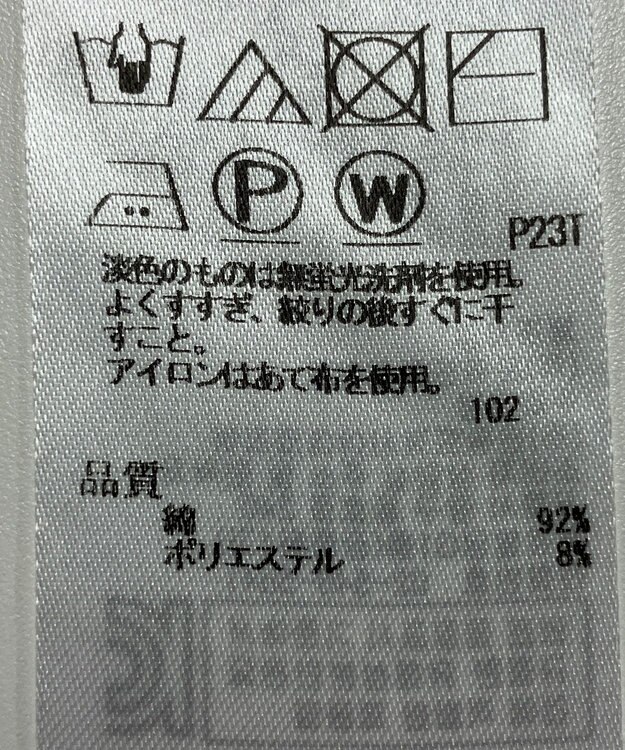 P
W
P23T
淡色のものは無蛍光洗剤を使用。
よくすすぎ、絞りの後すぐに干
すこと。
アイロンはあて布を使用。
102
品質
綿 92%
ポリエステル 8%